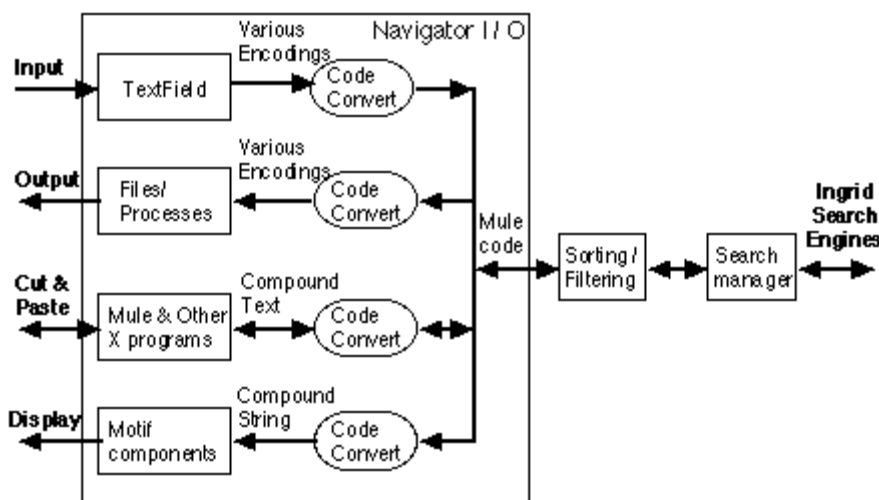 Navigator I / O
Input
TextField
Various
Encodings
Code
Convert
Output
Files/
Processes
Various
Encodings
Code
Convert
Cut &
Paste
Mule & Other
X programs
Compound
Text
Code
Convert
Display
Motif
components
Compound
String
Code
Convert
Mule
code
Sorting /
Filtering
Search
manager
Ingrid
Search
Engines